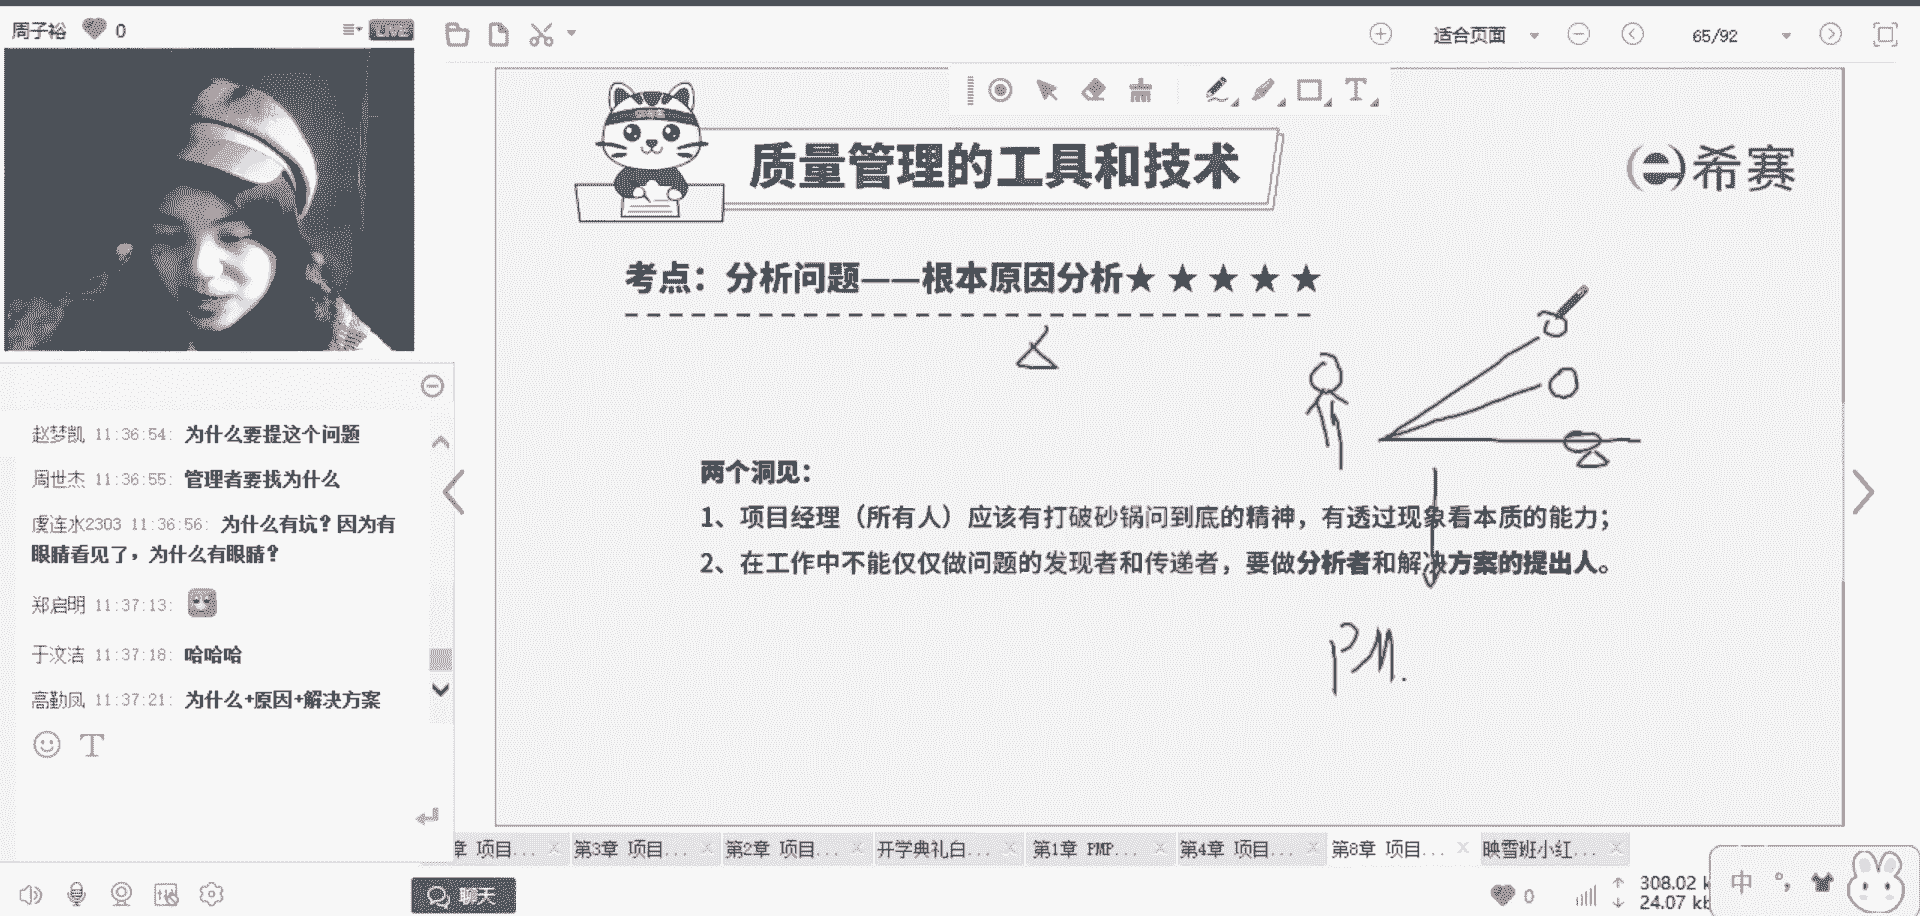 周子裕 0
LIVE
适合页面
65/92
质量管理的工具和技术
希赛
考点：分析问题——根本原因分析★★★★★
两个洞见：
1、项目经理（所有人）应该有打破砂锅问到底的精神，有透过现象看本质的能力；
2、在工作中不能仅仅做问题的发现者和传递者，要做分析者和解决方案的提出人。
PM.
赵梦凯 11:36:54: 为什么要提这个问题
周世杰 11:36:55: 管理者要找为什么
虞连水2303 11:36:56: 为什么有坑？因为有
眼睛看见了，为什么有眼睛？
郑启明 11:37:13:
于汶洁 11:37:18: 哈哈哈
高勤凤 11:37:21: 为什么+原因+解决方案
章 项目... 第3章 项目... 第2章 项目... 开学典礼白... 第1章 PMP... 第4章 项目... 第8章 项目... 映雪班小红...
聊天
0
308.02 k
24.07 kb
中